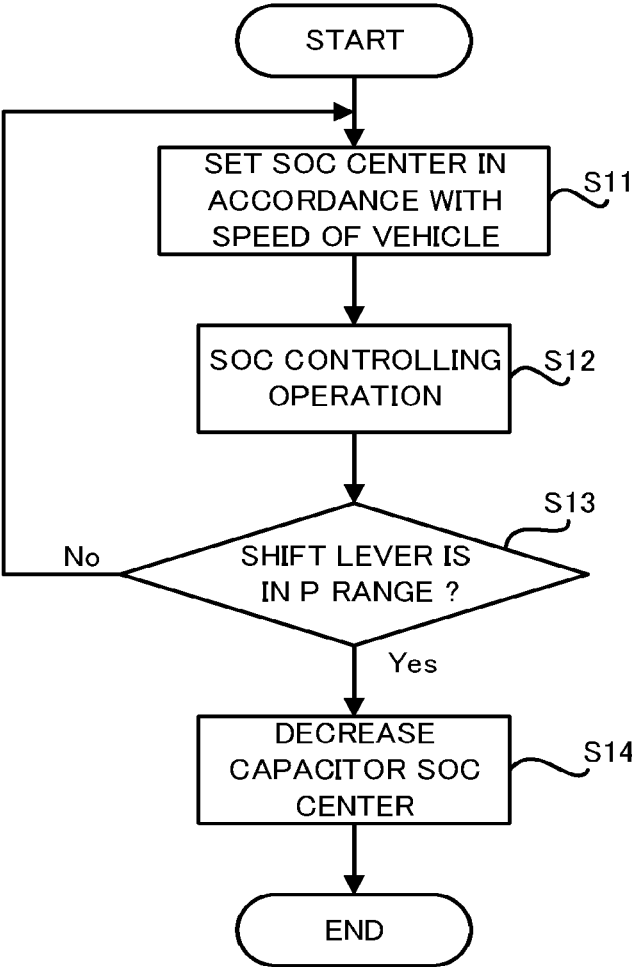 START
SET SOC CENTER IN
ACCORDANCE WITH
SPEED OF VEHICLE
S11
SOC CONTROLLING
OPERATION
S12
S13
SHIFT LEVER IS
IN P RANGE ?
No
Yes
DECREASE
CAPACITOR SOC
CENTER
S14
END